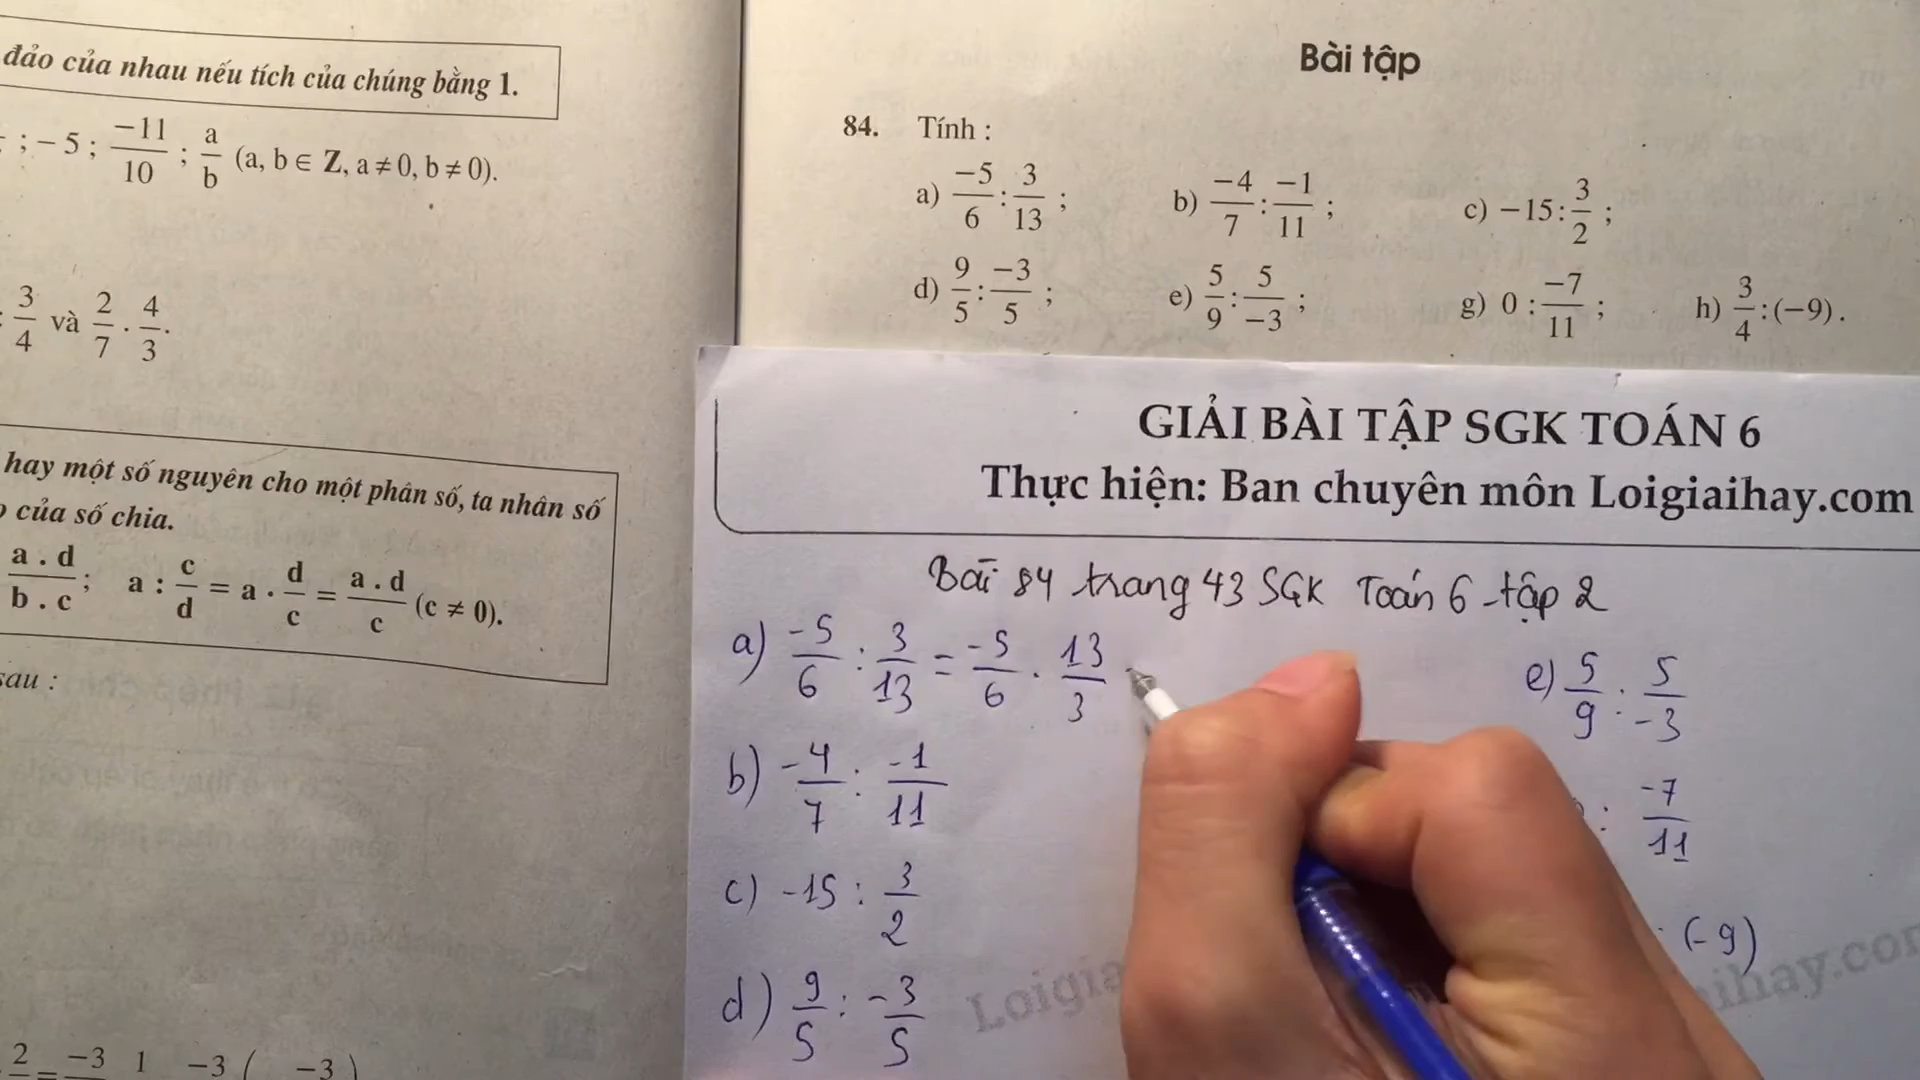 đảo của nhau nếu tích của chúng bằng 1.
; −5 ; −11/10 ; a/b (a, b ∈ Z, a ≠ 0, b ≠ 0).
3/4 và 2/7 . 4/3.
hay một số nguyên cho một phân số, ta nhân số
của số chia.
a . d / b . c ; a : c/d = a . d/c = a . d / c (c ≠ 0).
sau :
2 = −3 1 −3 ( −3 )
Bài tập
84. Tính :
a) −5/6 : 3/13 ; b) −4/7 : −1/11 ; c) −15 : 3/2 ;
d) 9/5 : −3/5 ; e) 5/9 : 5/−3 ; g) 0 : −7/11 ; h) 3/4 : (−9) .
GIẢI BÀI TẬP SGK TOÁN 6
Thực hiện: Ban chuyên môn Loigiaihay.com
Bài 84 trang 43 SGK Toán 6 tập 2
a) −5/6 : 3/13 = −5/6 . 13/3
b) −4/7 : −1/11
c) −15 : 3/2
d) 9/5 : −3/5
e) 5/9 : 5/−3
: −7/11
: (−9)